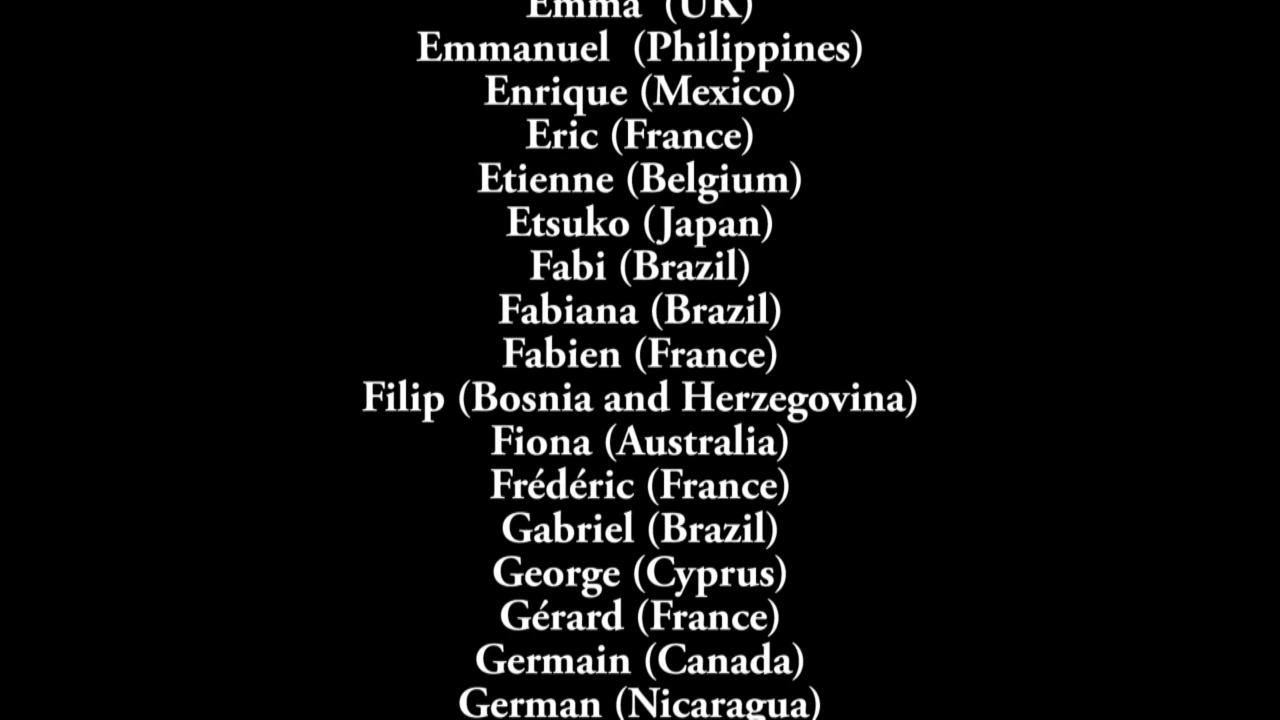 Emma (UK)
Emmanuel (Philippines)
Enrique (Mexico)
Eric (France)
Etienne (Belgium)
Etsuko (Japan)
Fabi (Brazil)
Fabiana (Brazil)
Fabien (France)
Filip (Bosnia and Herzegovina)
Fiona (Australia)
Frédéric (France)
Gabriel (Brazil)
George (Cyprus)
Gérard (France)
Germain (Canada)
German (Nicaragua)